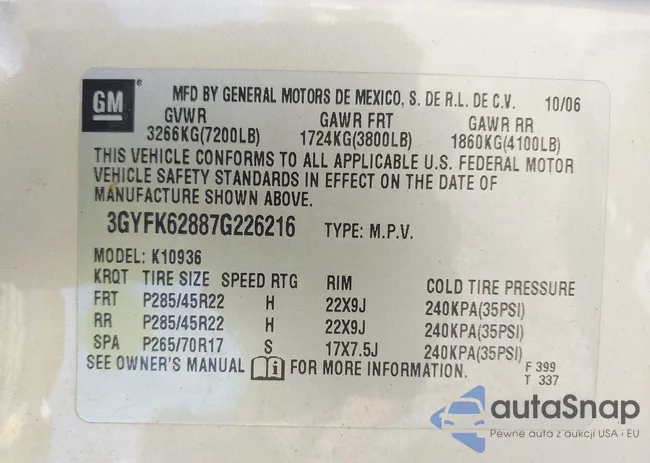 GM ® MFD BY GENERAL MOTORS DE MEXICO, S. DE R.L. DE C.V. 10/06
GVWR GAWR FRT GAWR RR
3266KG(7200LB) 1724KG(3800LB) 1860KG(4100LB)
THIS VEHICLE CONFORMS TO ALL APPLICABLE U.S. FEDERAL MOTOR
VEHICLE SAFETY STANDARDS IN EFFECT ON THE DATE OF
MANUFACTURE SHOWN ABOVE.
3GYFK62887G226216 TYPE: M.P.V.
MODEL: K10936
KRQT TIRE SIZE SPEED RTG RIM COLD TIRE PRESSURE
FRT P285/45R22 H 22X9J 240KPA(35PSI)
RR P285/45R22 H 22X9J 240KPA(35PSI)
SPA P265/70R17 S 17X7.5J 240KPA(35PSI)
SEE OWNER'S MANUAL i FOR MORE INFORMATION. F 399
T 337
autaSnap
Pewne auta z aukcji USA i EU